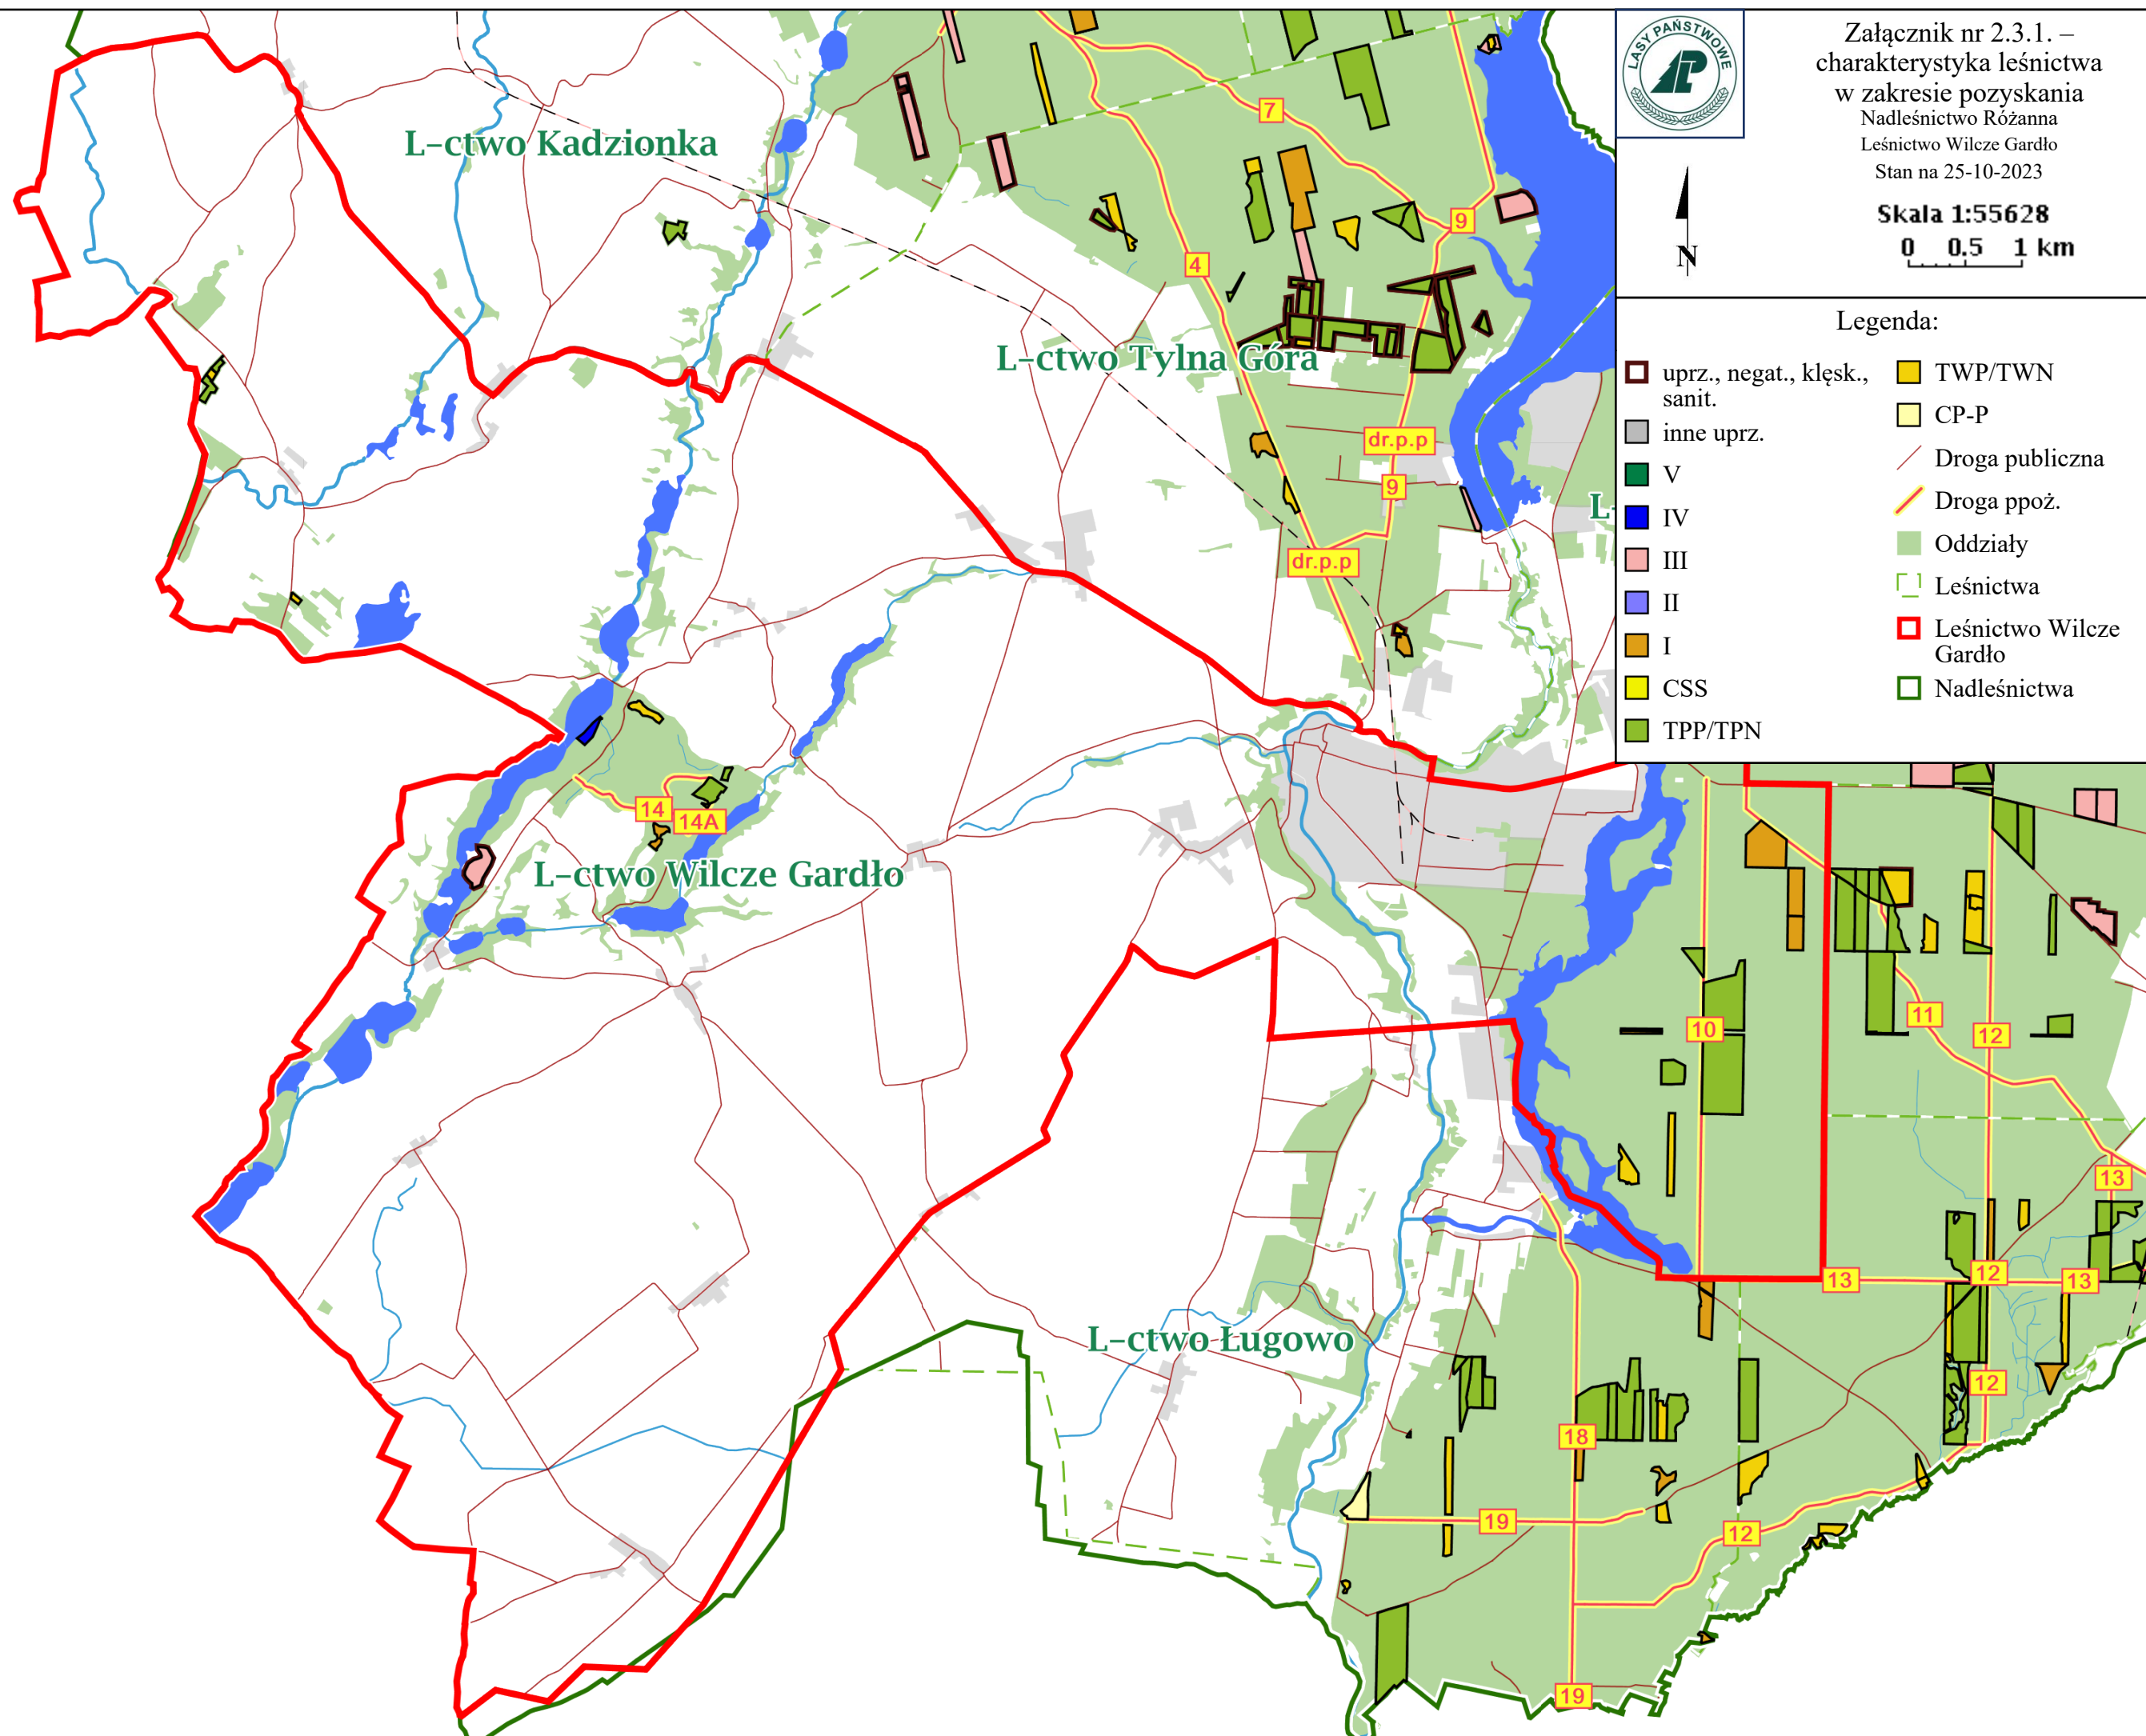 LASY PAŃSTWOWE
Załącznik nr 2.3.1. –
charakterystyka leśnictwa
w zakresie pozyskania
Nadleśnictwo Różanna
Leśnictwo Wilcze Gardło
Stan na 25-10-2023
Skala 1:55628
0 0.5 1 km
N
Legenda:
uprz., negat., klęsk.,
sanit.
inne uprz.
V
IV
III
II
I
CSS
TPP/TPN
TWP/TWN
CP-P
Droga publiczna
Droga ppoż.
Oddziały
Leśnictwa
Leśnictwo Wilcze
Gardło
Nadleśnictwa
L-ctwo Kadzionka
7
9
4
L-ctwo Tylna Góra
dr.p.p
9
L-
dr.p.p
14
14A
L-ctwo Wilcze Gardło
10
11
12
13
12
13
13
L-ctwo Ługowo
12
18
19
12
19